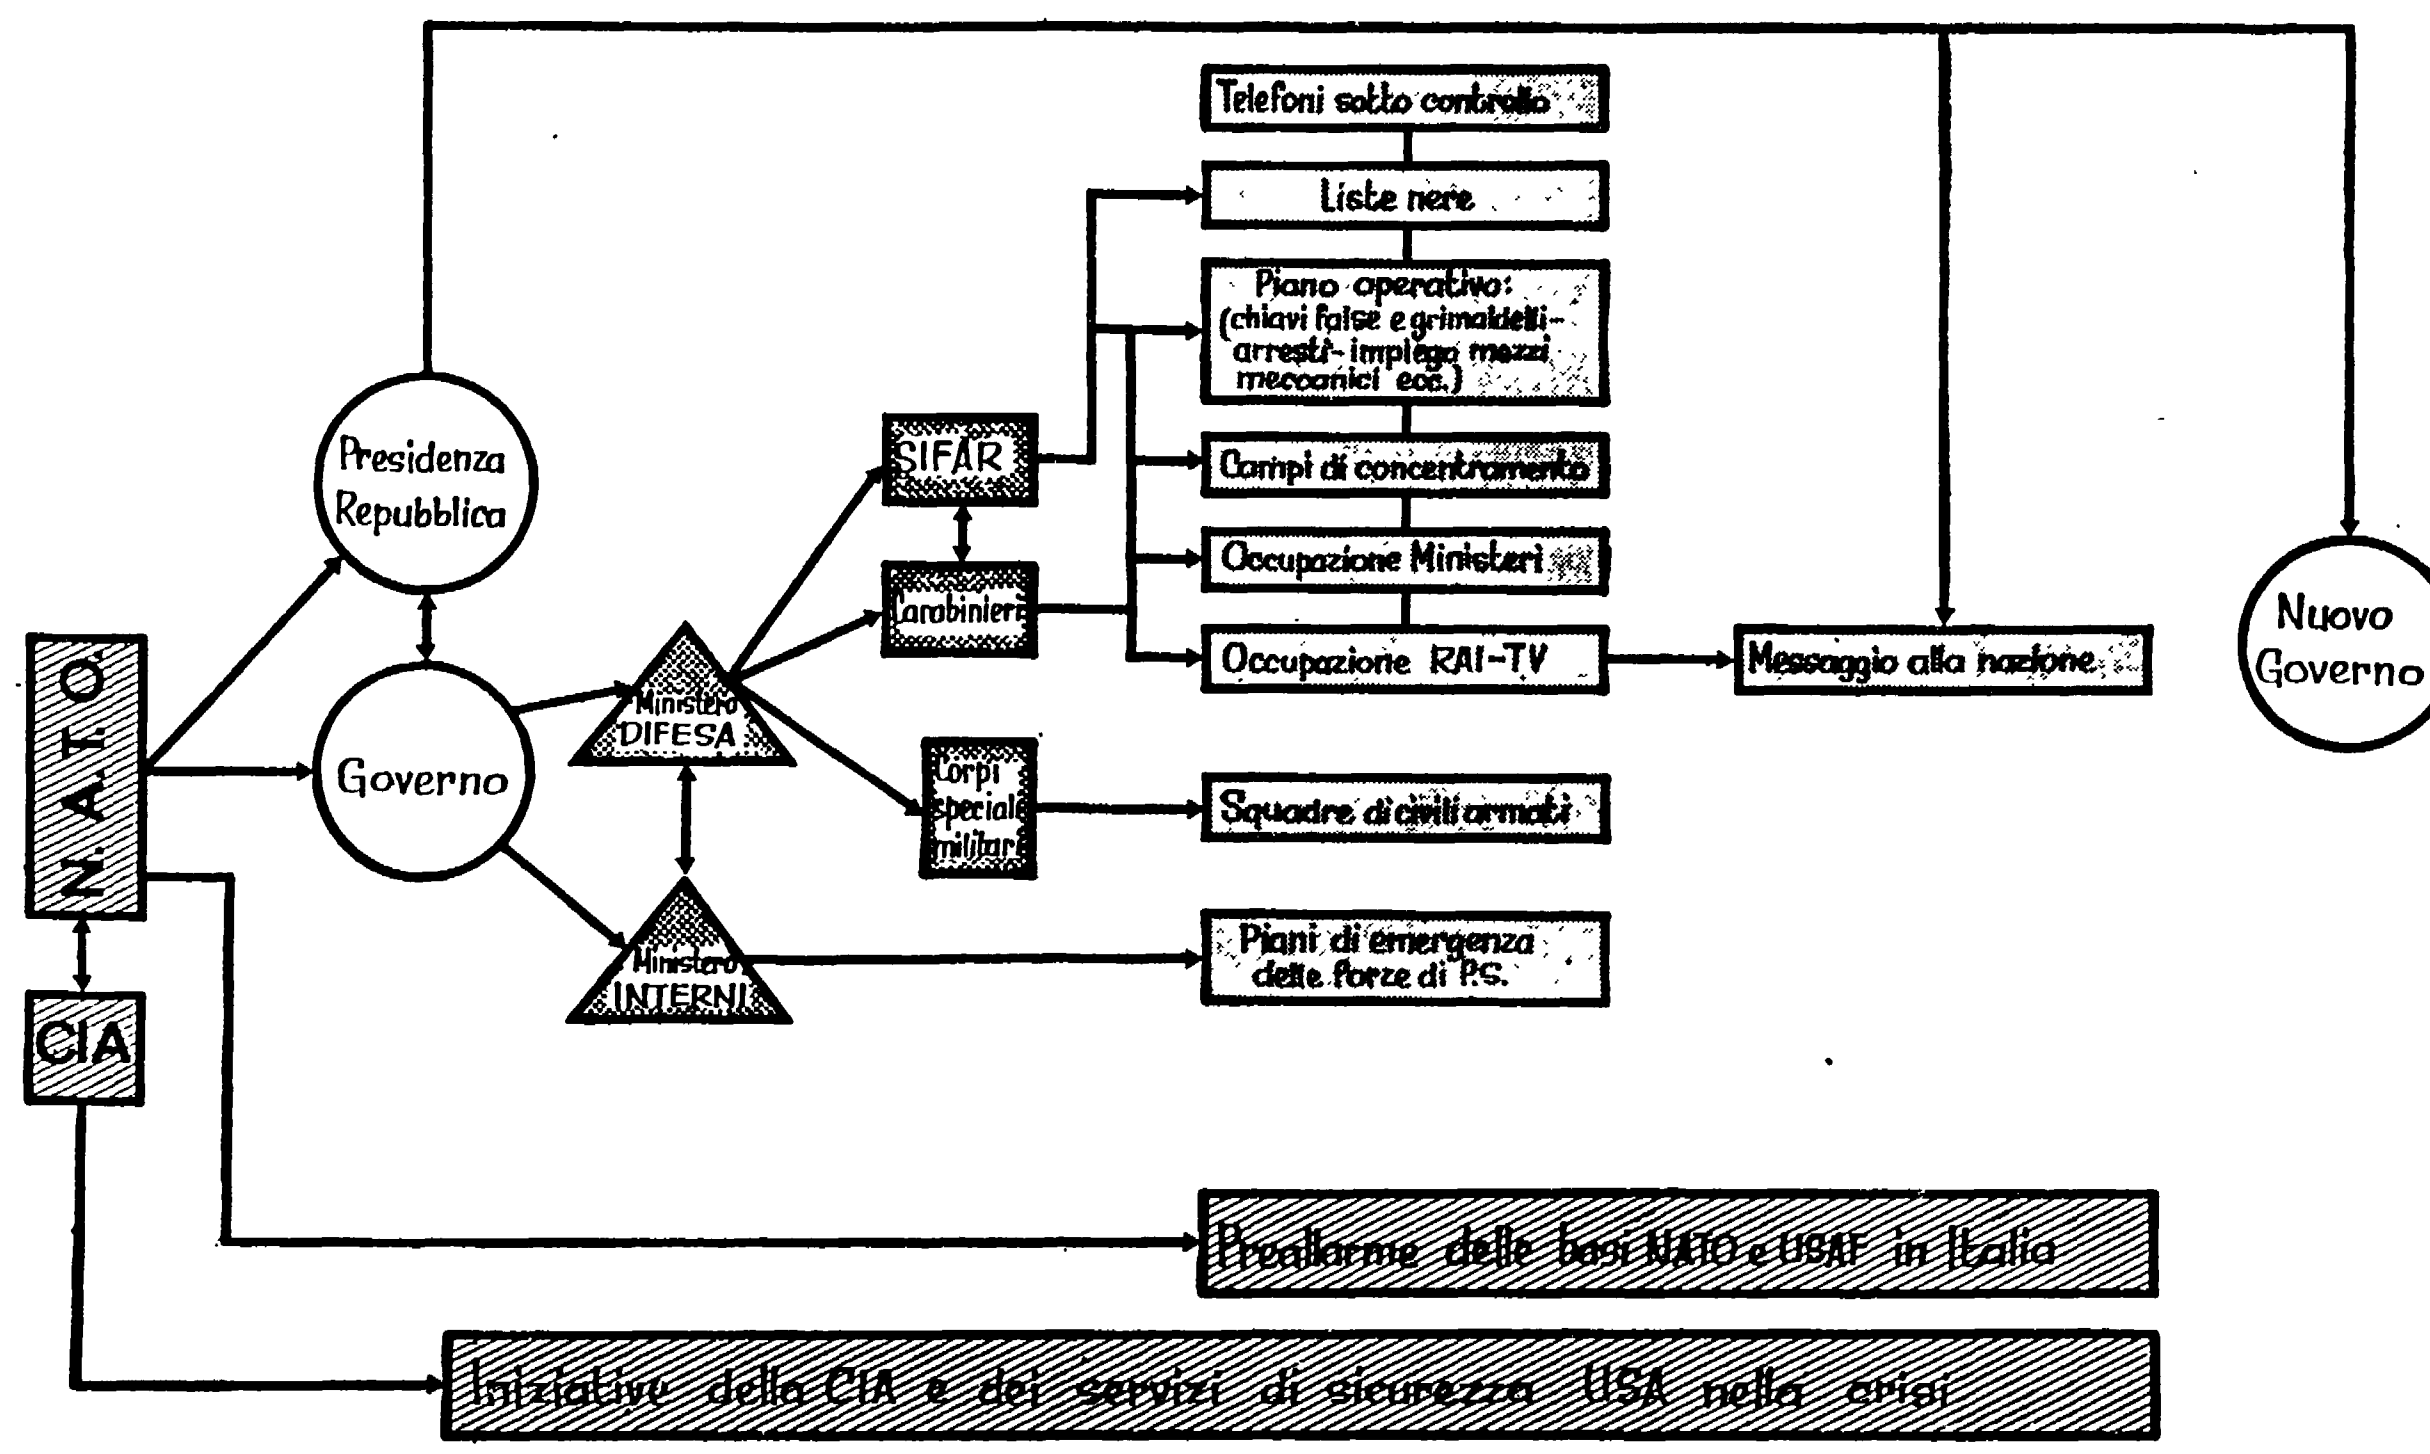 Telefoni sotto controllo
Liste nere
Piano operativo:
(chiavi false e grimaldelli-
arresti-impiego mezzi
meccanici ecc.)
Presidenza
Repubblica
SIFAR
Campi di concentramento
Occupazione Ministeri
Carabinieri
Nuovo
Governo
Occupazione RAI-TV
Messaggio alla nazione
N.A.T.O.
Ministero
DIFESA
Governo
Corpi
speciali
militari
Squadre di civili armati
Ministero
INTERNI
Piani di emergenza
delle forze di P.S.
CIA
Preallarme delle basi NATO e USAF in Italia
Iniziative della CIA e dei servizi di sicurezza USA nella crisi